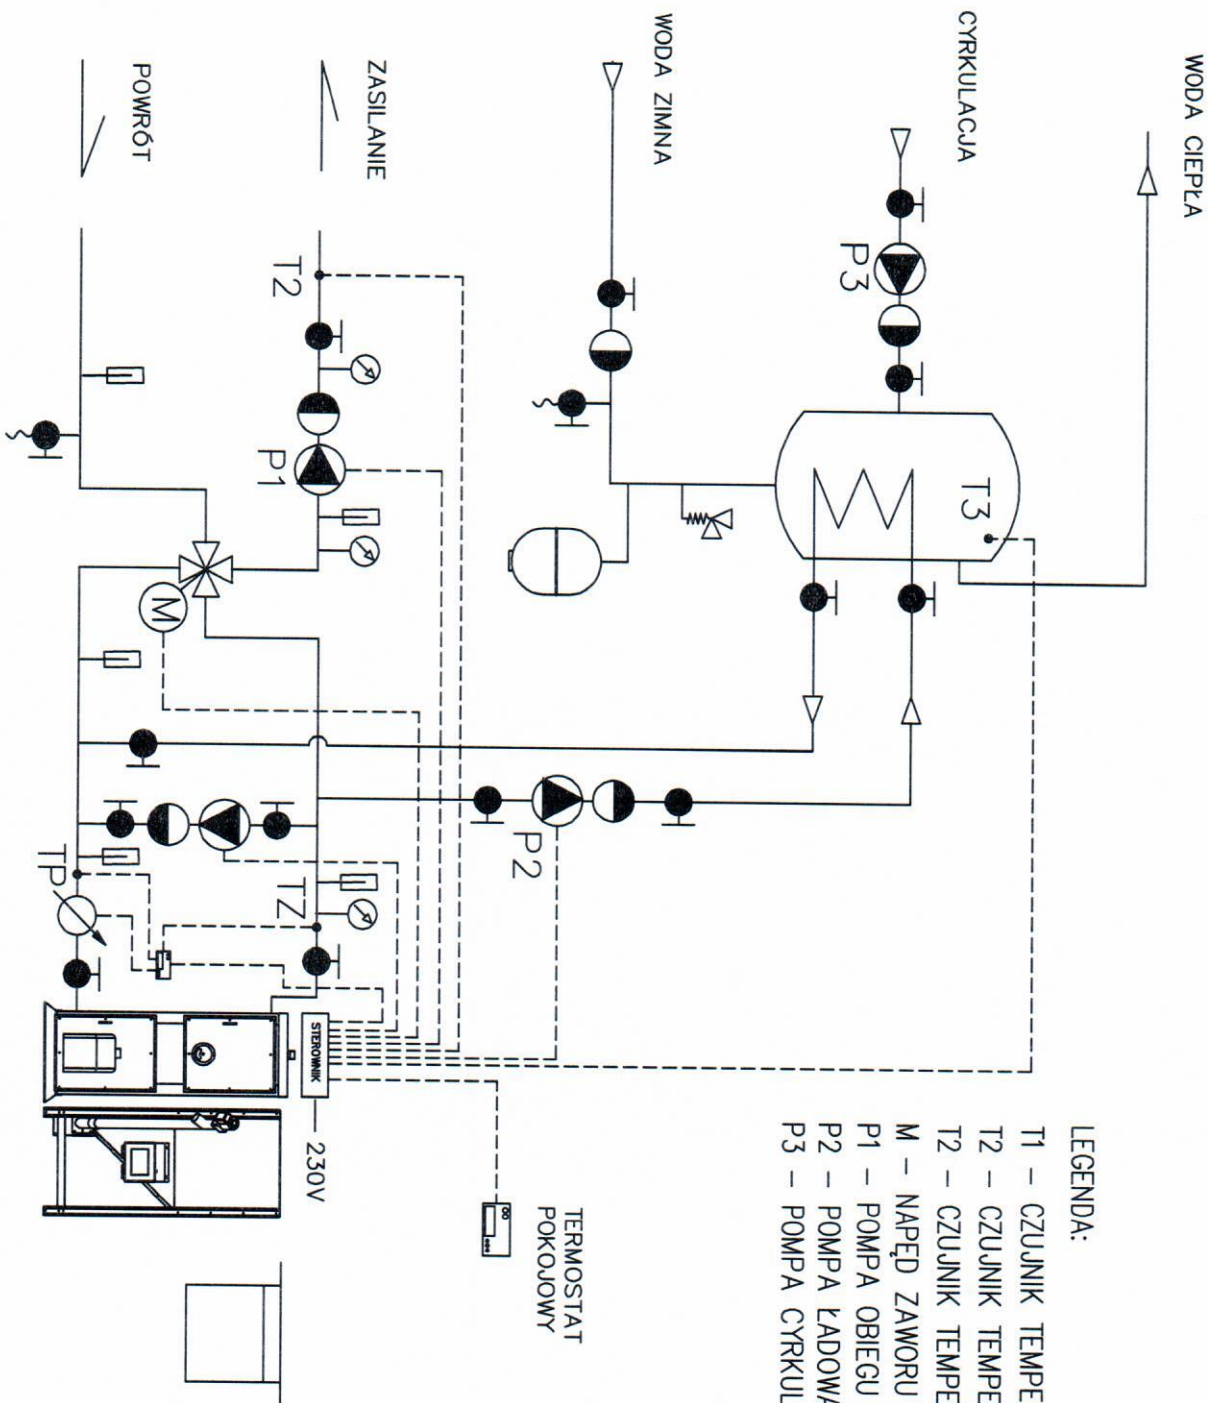 WODA CIEPŁA
CYRKULACJA
WODA ZIMNA
ZASILANIE
POWRÓT
P3
T3
T2
P1
M
P2
TZ
TP
STEROWNIK
230V
TERMOSTAT
POKOJOWY
LEGENDA:
T1 – CZUJNIK TEMPE
T2 – CZUJNIK TEMPE
T2 – CZUJNIK TEMPE
M – NAPĘD ZAWORU
P1 – POMPA OBIEGU
P2 – POMPA ŁADOWA
P3 – POMPA CYRKUL